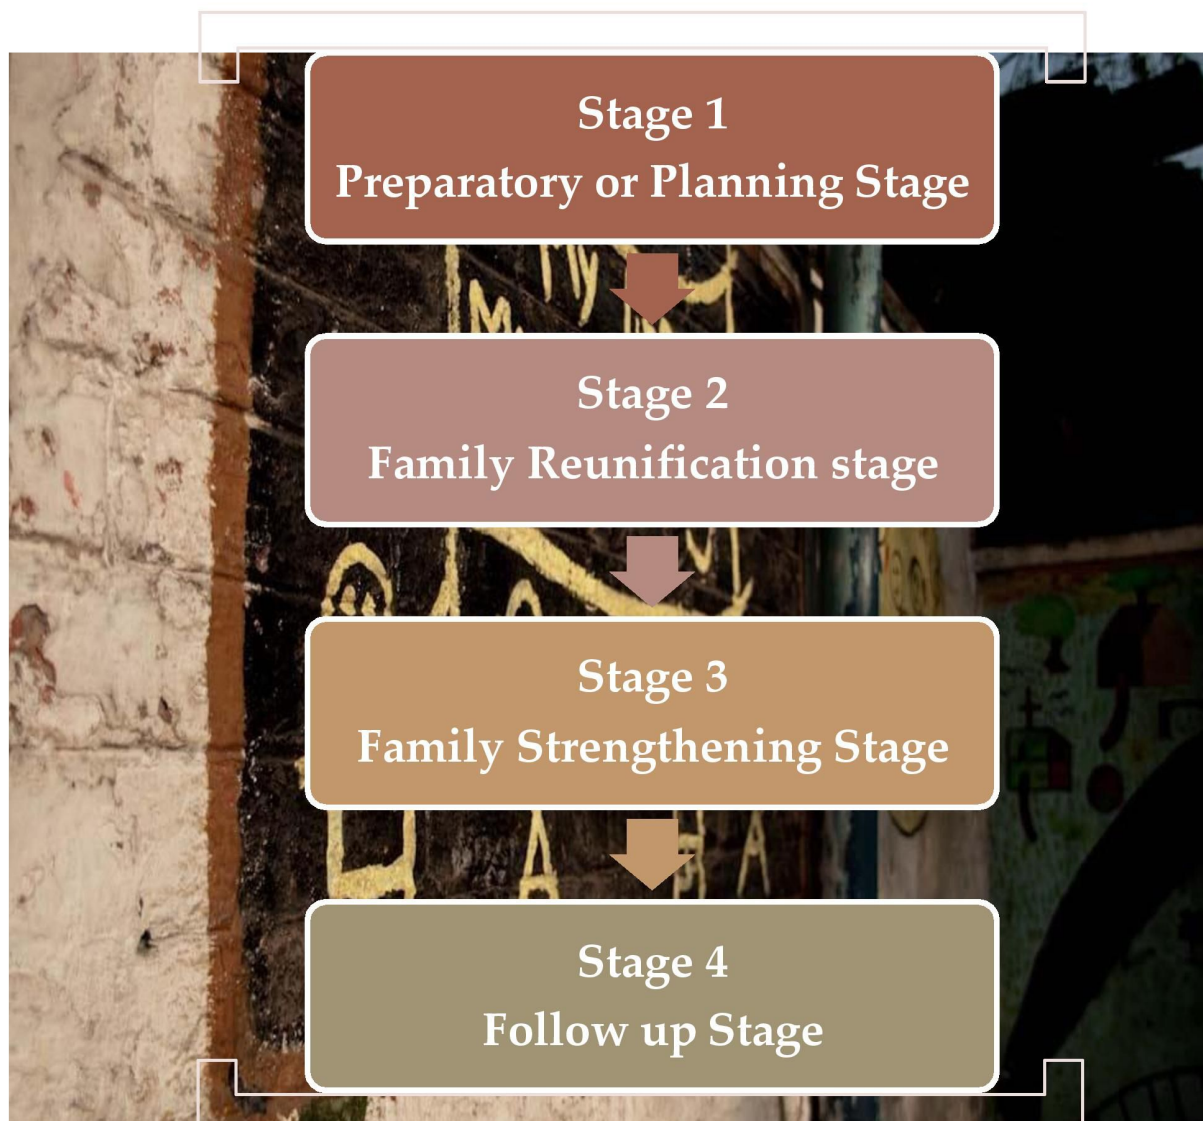 Stage 1
Preparatory or Planning Stage
Stage 2
Family Reunification stage
Stage 3
Family Strengthening Stage
Stage 4
Follow up Stage